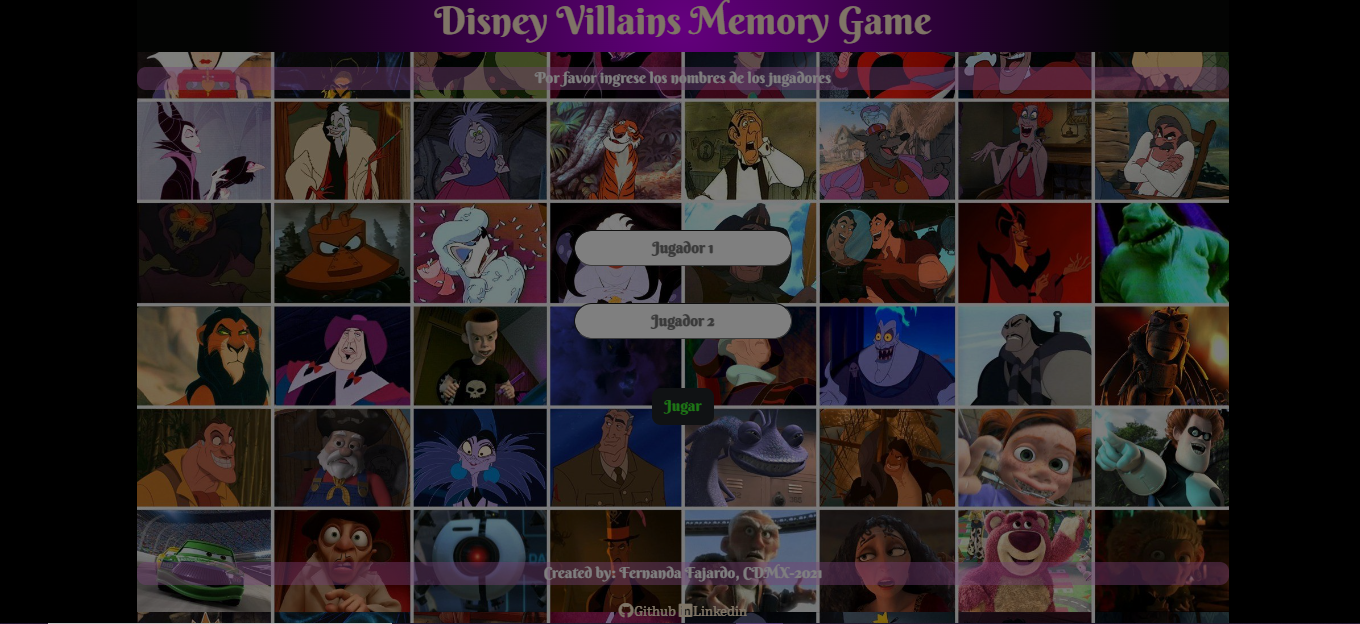 Disney Villains Memory Game
Por favor ingrese los nombres de los jugadores
Jugador 1
Jugador 2
Jugar
Created by: Fernanda Fajardo, CDMX-2021
Github Linkedin